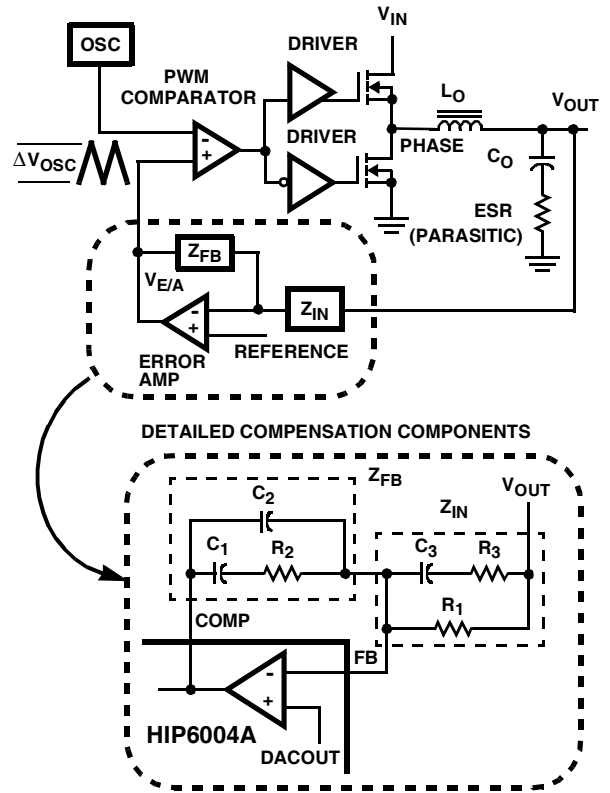 V_IN
OSC
DRIVER
PWM
COMPARATOR
L_O
V_OUT
-
+
DRIVER
ΔV_OSC
PHASE
C_O
ESR
(PARASITIC)
Z_FB
V_E/A
-
+
Z_IN
REFERENCE
ERROR
AMP
DETAILED COMPENSATION COMPONENTS
Z_FB
V_OUT
C_2
Z_IN
C_1
R_2
C_3
R_3
R_1
COMP
FB
-
+
HIP6004A
DACOUT